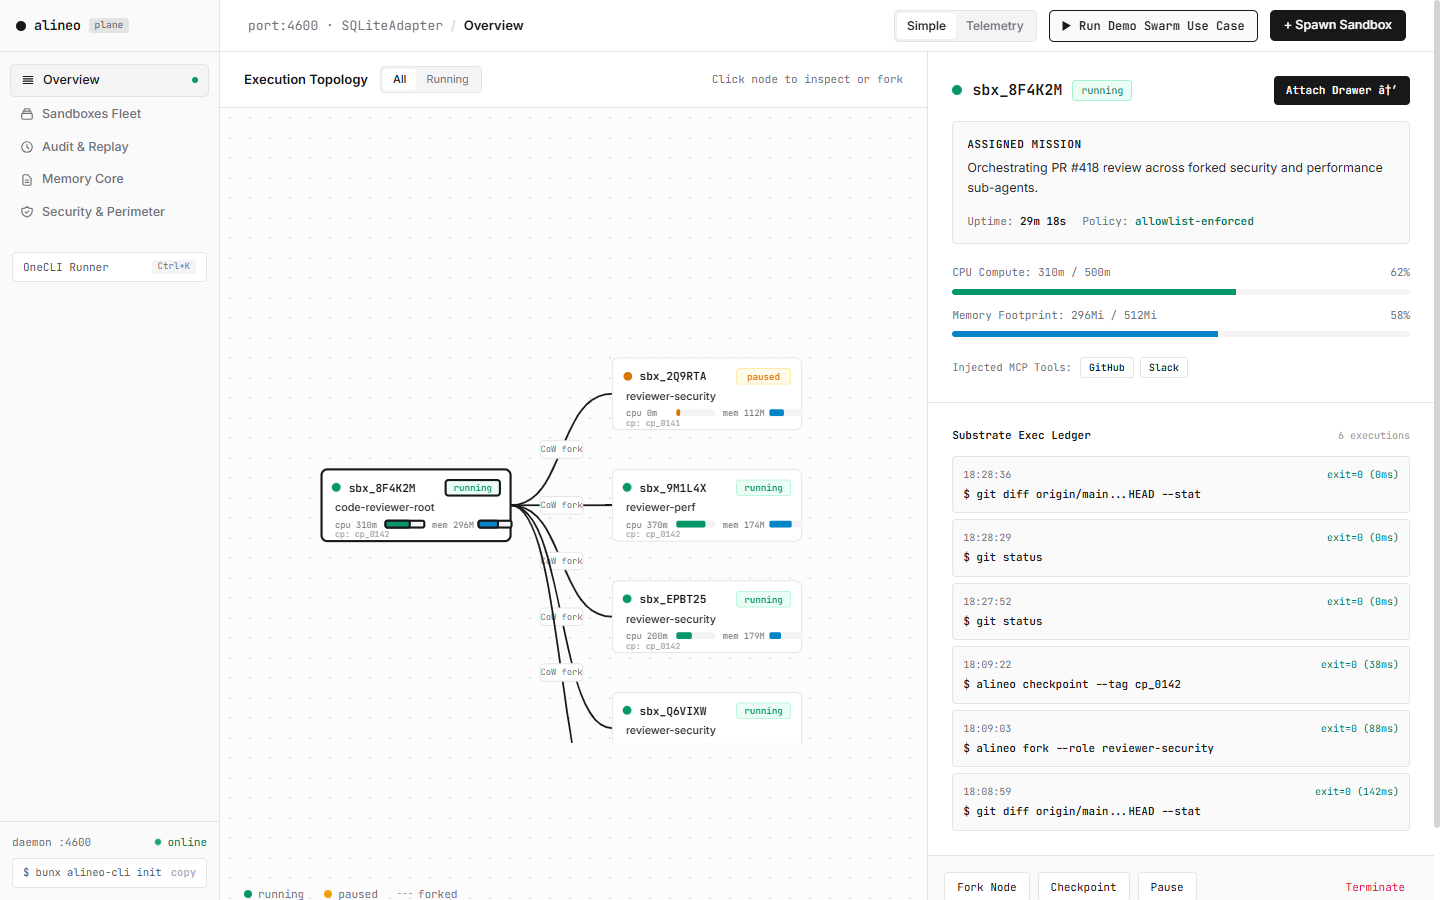 alineo plane
port:4600 · SQLiteAdapter / Overview
Simple Telemetry
▶ Run Demo Swarm Use Case
+ Spawn Sandbox
Overview
Sandboxes Fleet
Audit & Replay
Memory Core
Security & Perimeter
OneCLI Runner Ctrl+K
daemon :4600 online
$ bunx alineo-cli init copy
Execution Topology All Running
Click node to inspect or fork
sbx_2Q9RTA paused
reviewer-security
cpu 0m mem 112M
cp: cp_0141
CoW fork
sbx_8F4K2M running
code-reviewer-root
cpu 310m mem 296M
cp: cp_0142
CoW fork
sbx_9M1L4X running
reviewer-perf
cpu 370m mem 174M
cp: cp_0142
CoW fork
sbx_EPBT25 running
reviewer-security
cpu 200m mem 179M
cp: cp_0142
CoW fork
CoW fork
sbx_Q6VIXW running
reviewer-security
running paused --- forked
sbx_8F4K2M running
Attach Drawer â†’
ASSIGNED MISSION
Orchestrating PR #418 review across forked security and performance
sub-agents.
Uptime: 29m 18s Policy: allowlist-enforced
CPU Compute: 310m / 500m 62%
Memory Footprint: 296Mi / 512Mi 58%
Injected MCP Tools: GitHub Slack
Substrate Exec Ledger 6 executions
18:28:36 exit=0 (0ms)
$ git diff origin/main...HEAD --stat
18:28:29 exit=0 (0ms)
$ git status
18:27:52 exit=0 (0ms)
$ git status
18:09:22 exit=0 (38ms)
$ alineo checkpoint --tag cp_0142
18:09:03 exit=0 (88ms)
$ alineo fork --role reviewer-security
18:08:59 exit=0 (142ms)
$ git diff origin/main...HEAD --stat
Fork Node Checkpoint Pause Terminate